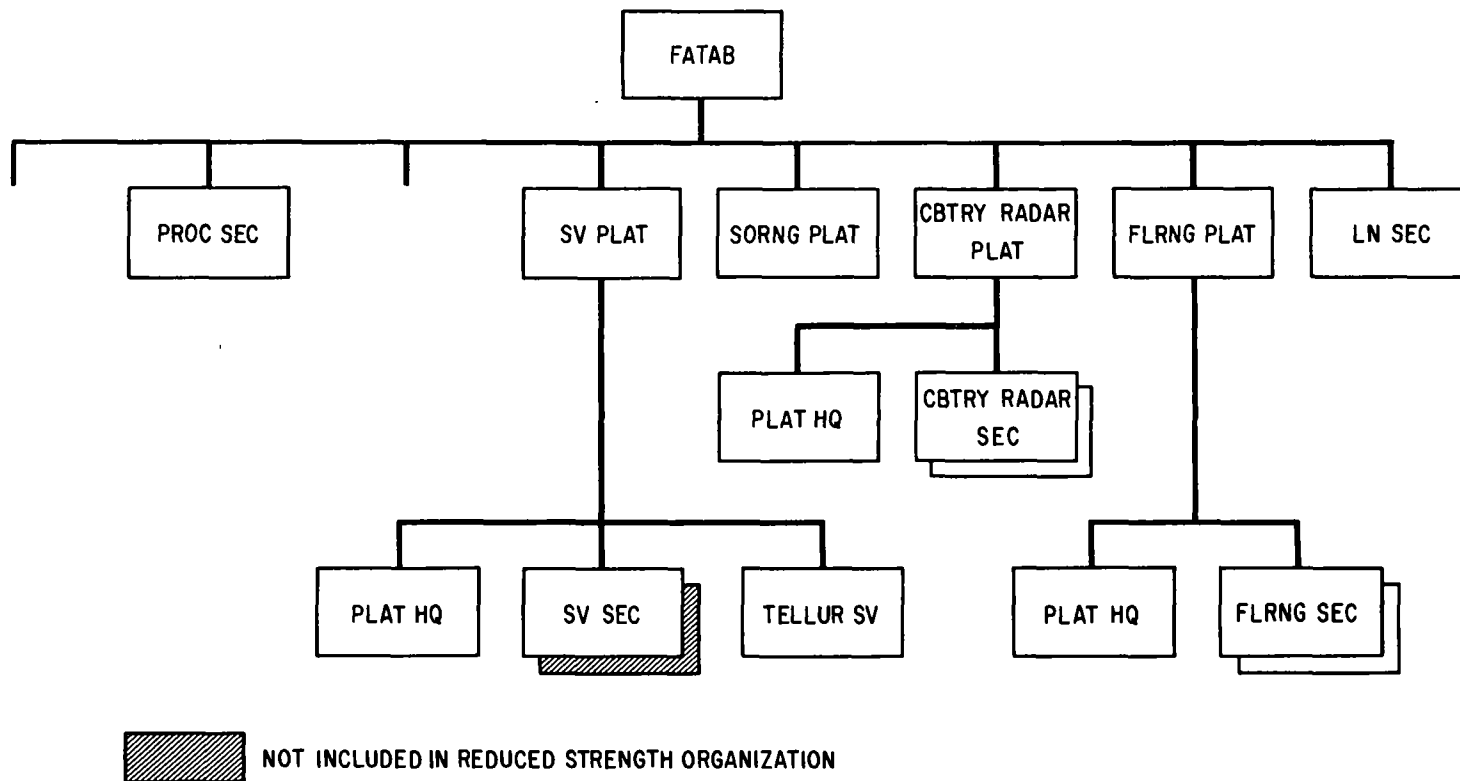 FATAB
PROC SEC
SV PLAT
SORNG PLAT
CBTRY RADAR
PLAT
FLRNG PLAT
LN SEC
PLAT HQ
CBTRY RADAR
SEC
PLAT HQ
SV SEC
TELLUR SV
PLAT HQ
FLRNG SEC
NOT INCLUDED IN REDUCED STRENGTH ORGANIZATION